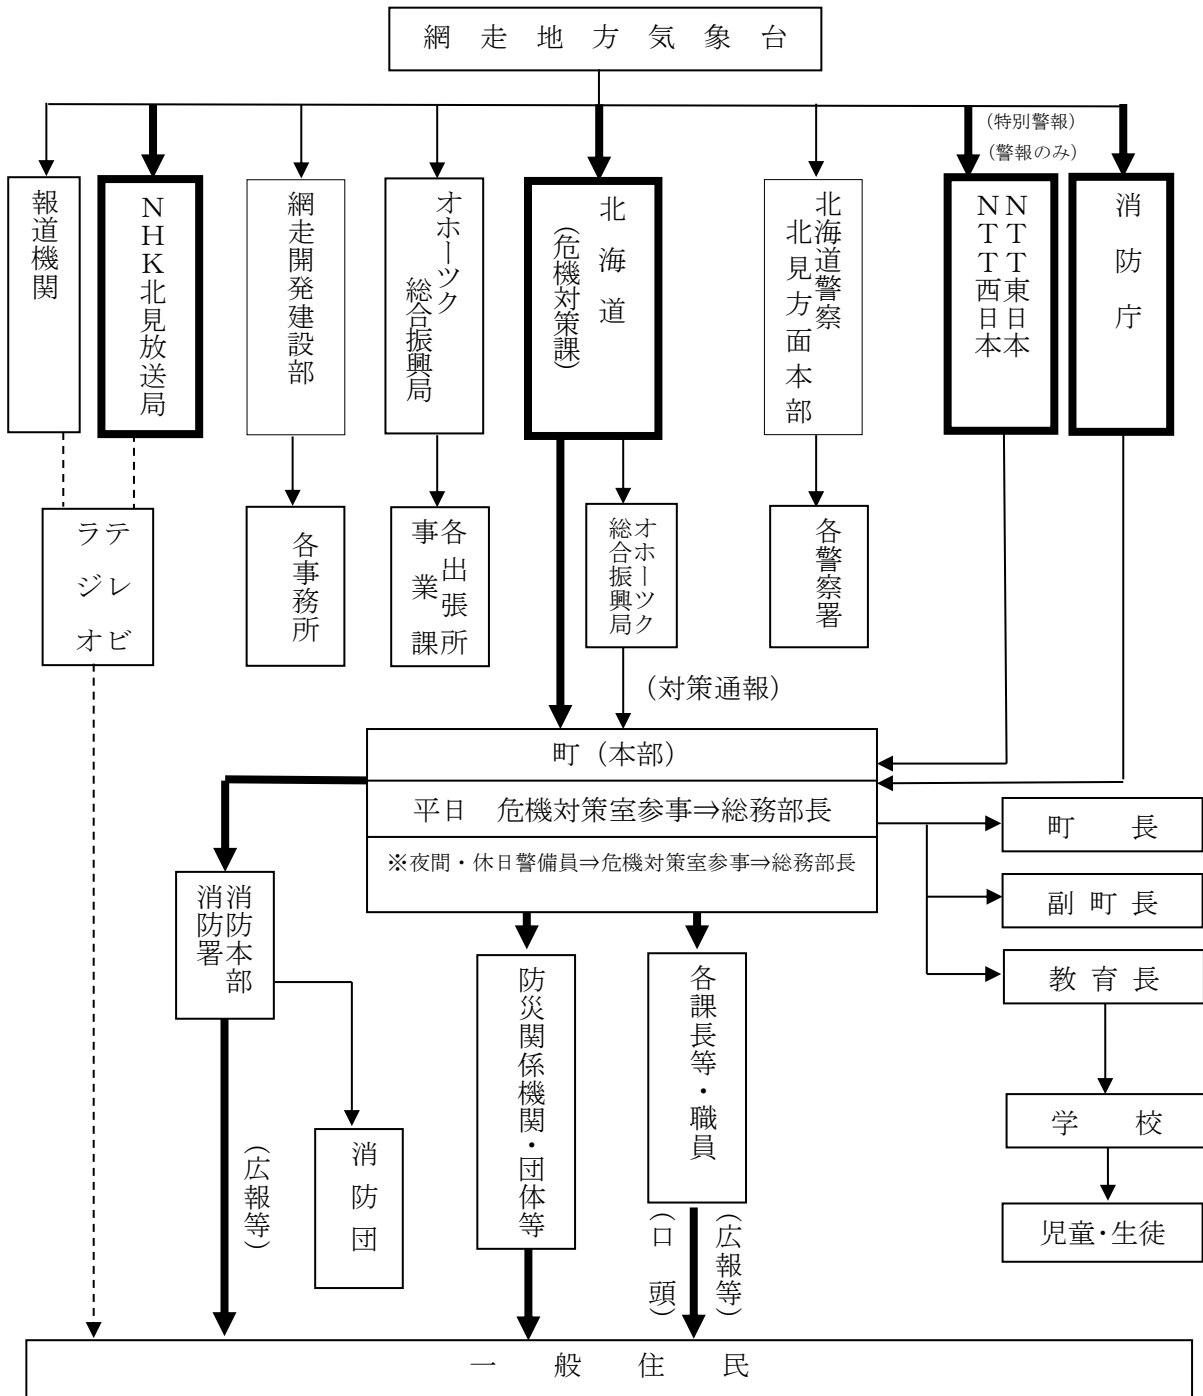 網走地方気象台
(特別警報)
(警報のみ)
報道機関
NHK北見放送局
網走開発建設部
オホーツク
総合振興局
北海道
(危機対策課)
北海道警察
北見方面本部
NTT東日本
NTT西日本
消防庁
テレビ
ラジオ
各事務所
各出張所
事業課
オホーツク
総合振興局
各警察署
(対策通報)
町(本部)
平日 危機対策室参事⇒総務部長
※夜間・休日警備員⇒危機対策室参事⇒総務部長
町長
副町長
教育長
学校
児童・生徒
消防本部
消防署
消防団
(広報等)
防災関係機関・団体等
各課長等・職員
(広報等)
(口頭)
一般住民